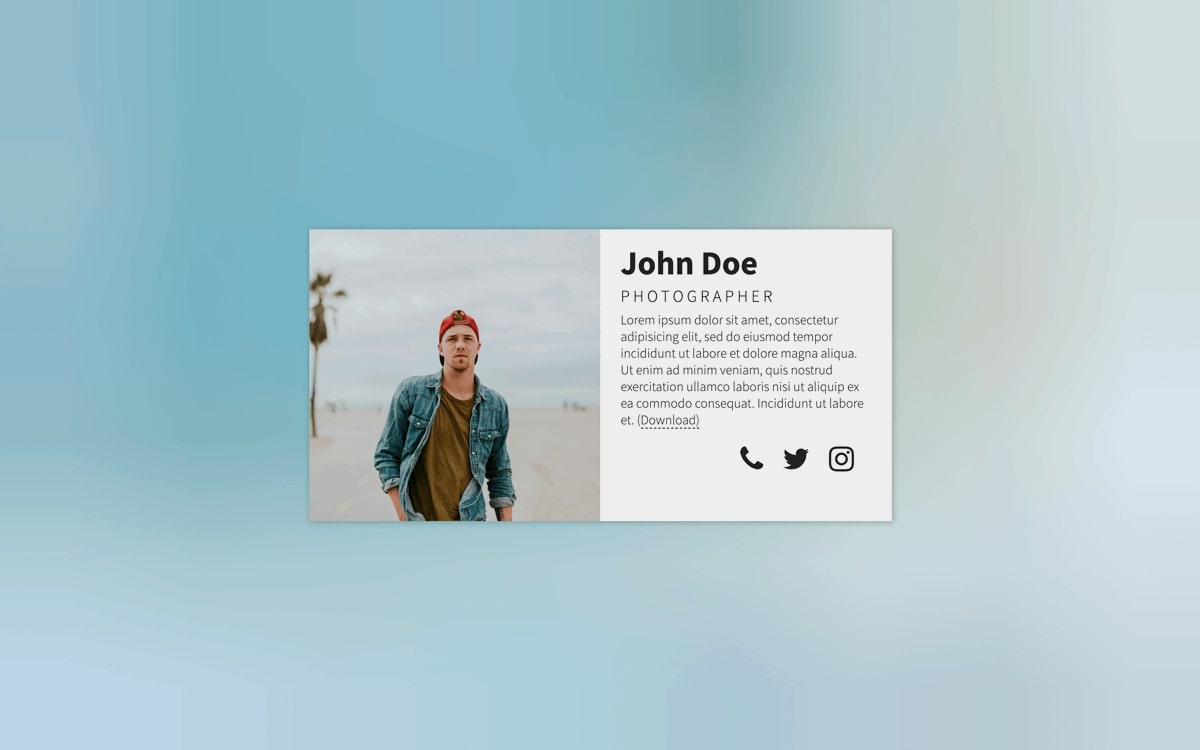 John Doe
PHOTOGRAPHER
Lorem ipsum dolor sit amet, consectetur
adipisicing elit, sed do eiusmod tempor
incididunt ut labore et dolore magna aliqua.
Ut enim ad minim veniam, quis nostrud
exercitation ullamco laboris nisi ut aliquip ex
ea commodo consequat. Incididunt ut labore
et. (Download)